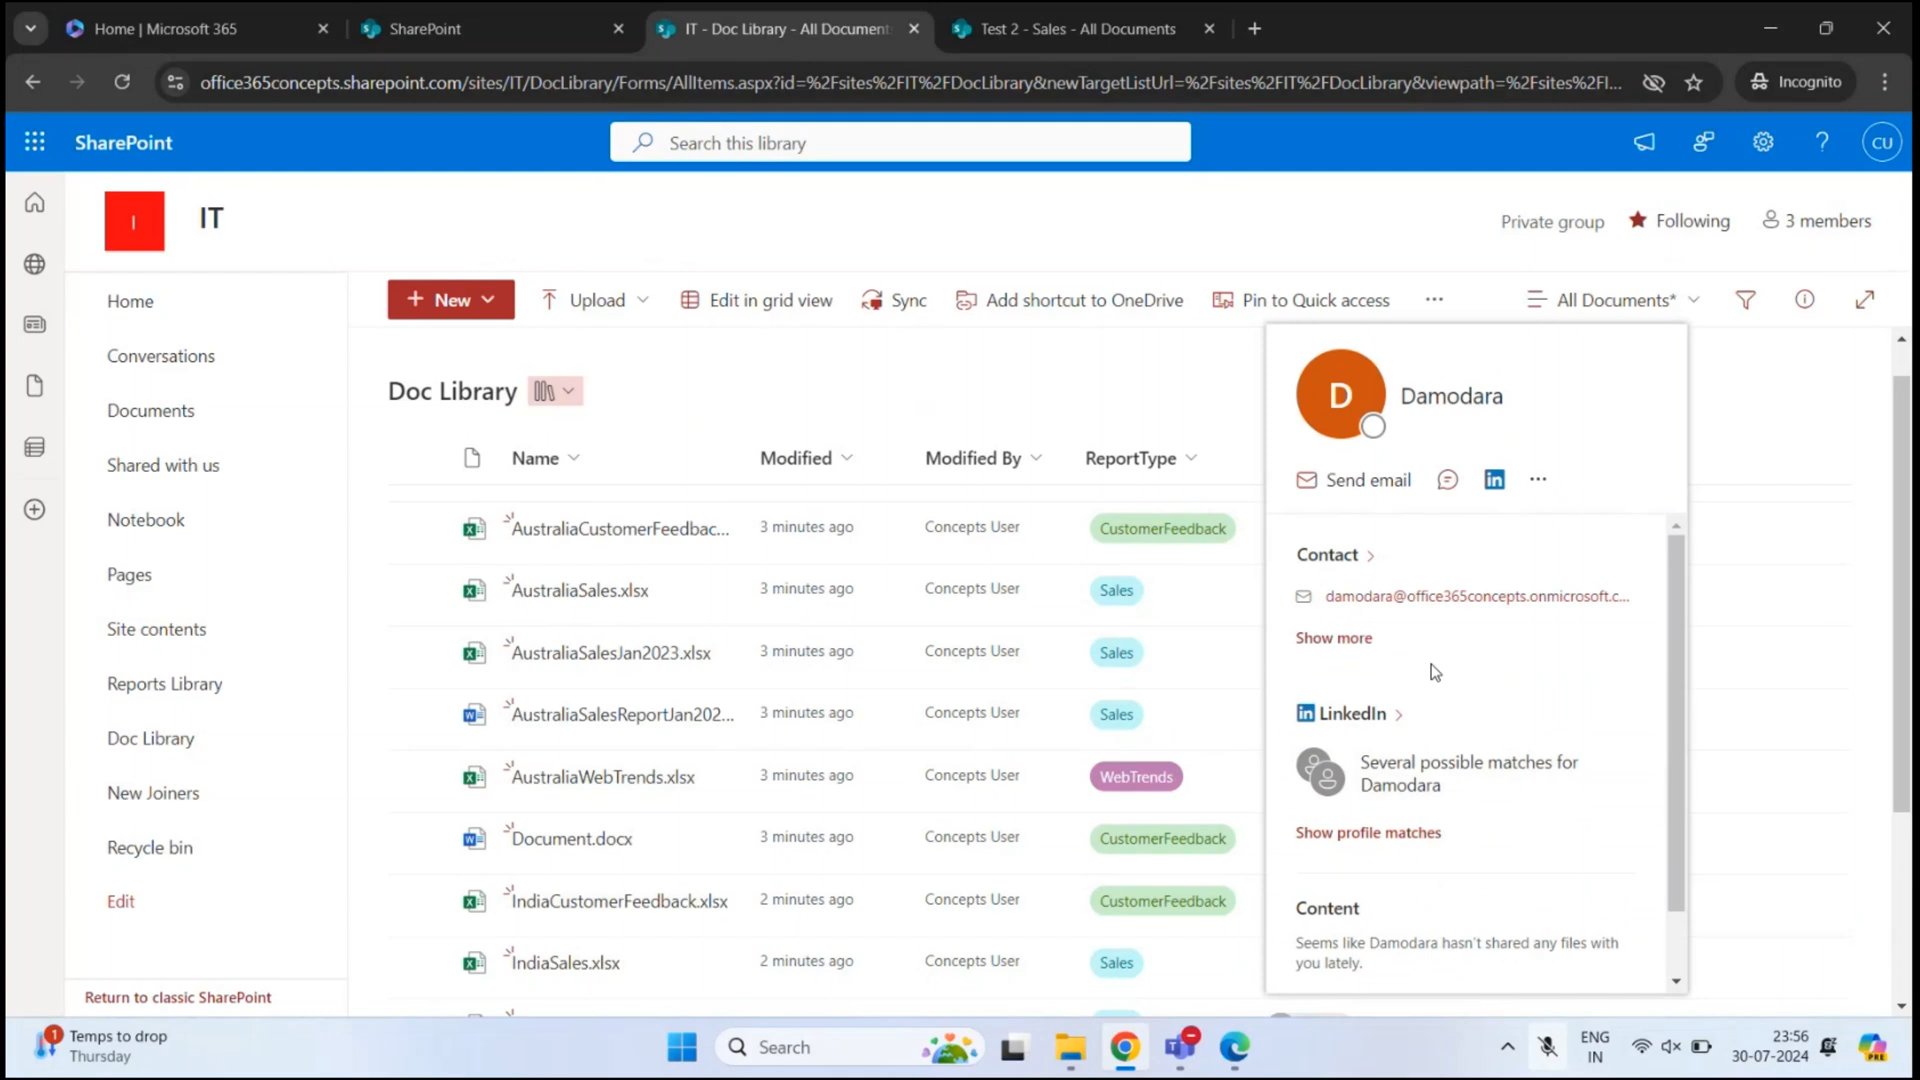 Home | Microsoft 365
SharePoint
IT - Doc Library - All Document
Test 2 - Sales - All Documents
office365concepts.sharepoint.com/sites/IT/DocLibrary/Forms/AllItems.aspx?id=%2Fsites%2FIT%2FDocLibrary&newTargetListUrl=%2Fsites%2FIT%2FDocLibrary&viewpath=%2Fsites%2FI...
Incognito
SharePoint
Search this library
CU
I
IT
Private group
Following
3 members
Home
Conversations
Documents
Shared with us
Notebook
Pages
Site contents
Reports Library
Doc Library
New Joiners
Recycle bin
Edit
Return to classic SharePoint
New
Upload
Edit in grid view
Sync
Add shortcut to OneDrive
Pin to Quick access
All Documents*
Doc Library
Name Modified Modified By ReportType
AustraliaCustomerFeedbac... 3 minutes ago Concepts User CustomerFeedback
AustraliaSales.xlsx 3 minutes ago Concepts User Sales
AustraliaSalesJan2023.xlsx 3 minutes ago Concepts User Sales
AustraliaSalesReportJan202... 3 minutes ago Concepts User Sales
AustraliaWebTrends.xlsx 3 minutes ago Concepts User WebTrends
Document.docx 3 minutes ago Concepts User CustomerFeedback
IndiaCustomerFeedback.xlsx 2 minutes ago Concepts User CustomerFeedback
IndiaSales.xlsx 2 minutes ago Concepts User Sales
D
Damodara
Send email
Contact
damodara@office365concepts.onmicrosoft.c...
Show more
LinkedIn
Several possible matches for
Damodara
Show profile matches
Content
Seems like Damodara hasn't shared any files with
you lately.
1
Temps to drop
Thursday
Search
ENG
IN
23:56
30-07-2024
PRE